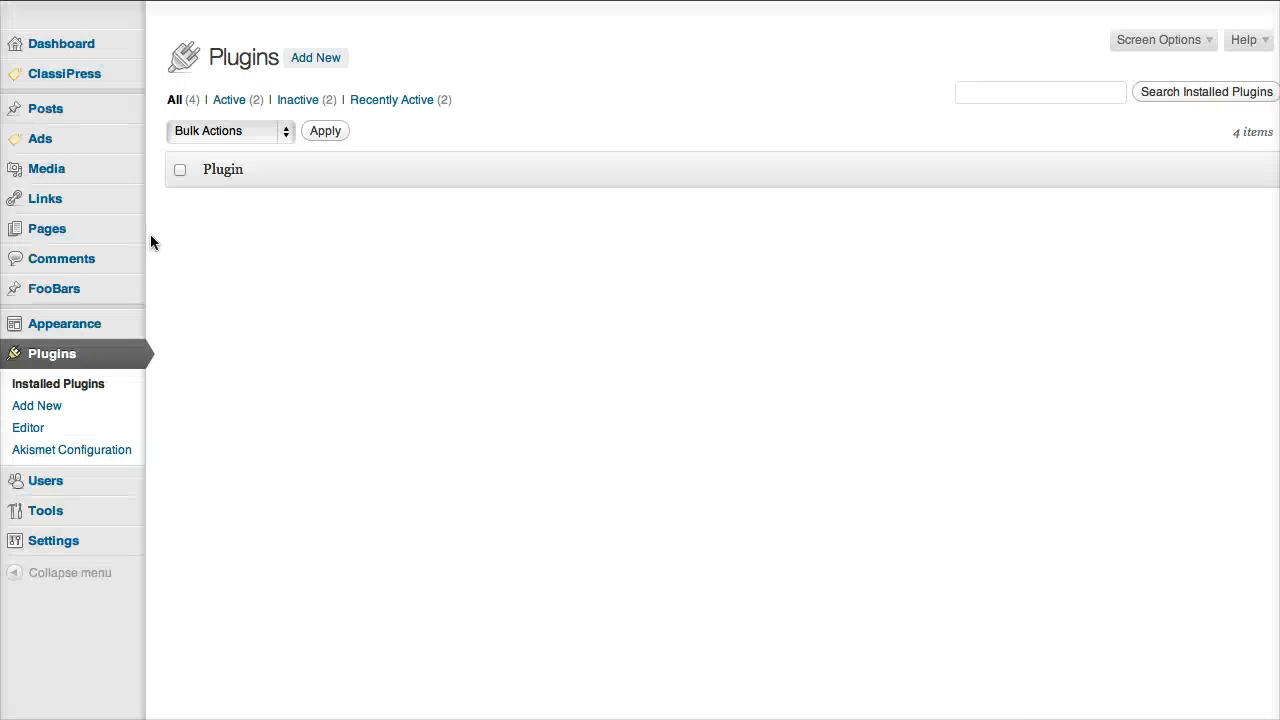 Dashboard
ClassiPress
Posts
Ads
Media
Links
Pages
Comments
FooBars
Appearance
Plugins
Installed Plugins
Add New
Editor
Akismet Configuration
Users
Tools
Settings
Collapse menu
Screen Options
Help
Plugins Add New
All (4) | Active (2) | Inactive (2) | Recently Active (2)
Search Installed Plugins
Bulk Actions Apply
4 items
Plugin